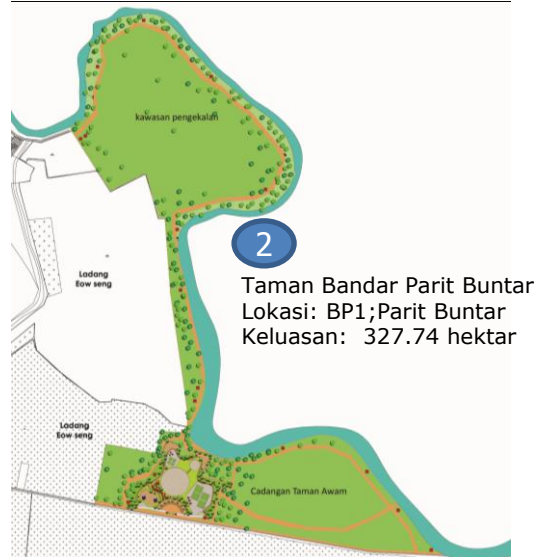 kawasan pengekalan
2
Taman Bandar Parit Buntar
Lokasi: BP1;Parit Buntar
Keluasan:  327.74 hektar
Ladang
Eow seng
Ladang
Eow seng
Cadangan Taman Awam